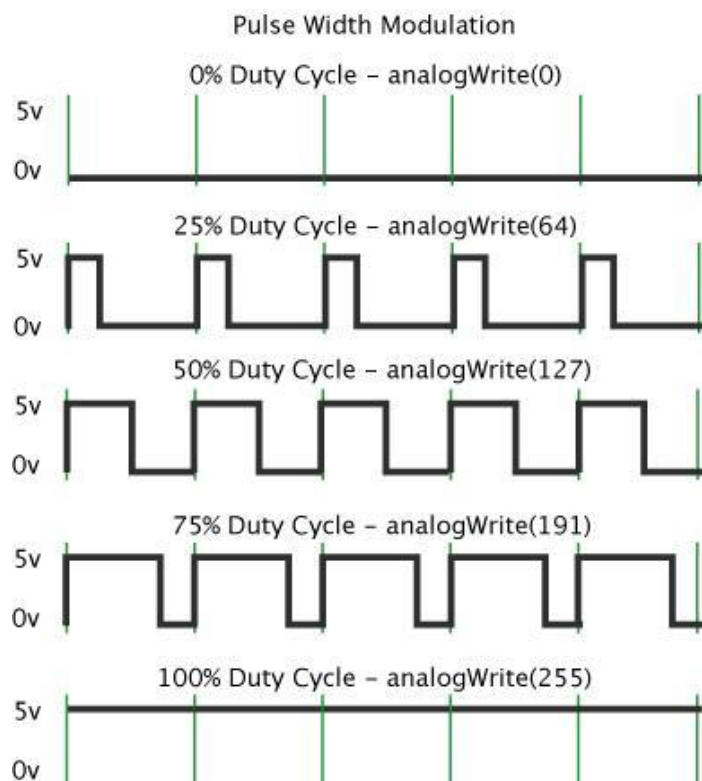 Pulse Width Modulation
0% Duty Cycle – analogWrite(0)
5v
0v
25% Duty Cycle – analogWrite(64)
5v
0v
50% Duty Cycle – analogWrite(127)
5v
0v
75% Duty Cycle – analogWrite(191)
5v
0v
100% Duty Cycle – analogWrite(255)
5v
0v